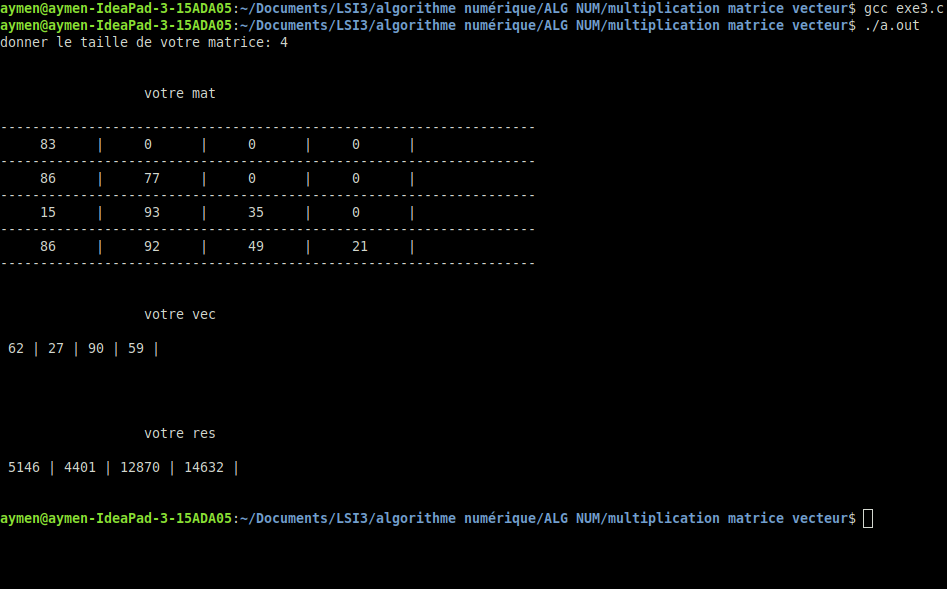 aymen@aymen-IdeaPad-3-15ADA05:~/Documents/LSI3/algorithme numérique/ALG NUM/multiplication matrice vecteur$ gcc exe3.c
aymen@aymen-IdeaPad-3-15ADA05:~/Documents/LSI3/algorithme numérique/ALG NUM/multiplication matrice vecteur$ ./a.out
donner le taille de votre matrice: 4
votre mat
-------------------------------------------------------------------
83 | 0 | 0 | 0 |
-------------------------------------------------------------------
86 | 77 | 0 | 0 |
-------------------------------------------------------------------
15 | 93 | 35 | 0 |
-------------------------------------------------------------------
86 | 92 | 49 | 21 |
-------------------------------------------------------------------
votre vec
62 | 27 | 90 | 59 |
votre res
5146 | 4401 | 12870 | 14632 |
aymen@aymen-IdeaPad-3-15ADA05:~/Documents/LSI3/algorithme numérique/ALG NUM/multiplication matrice vecteur$